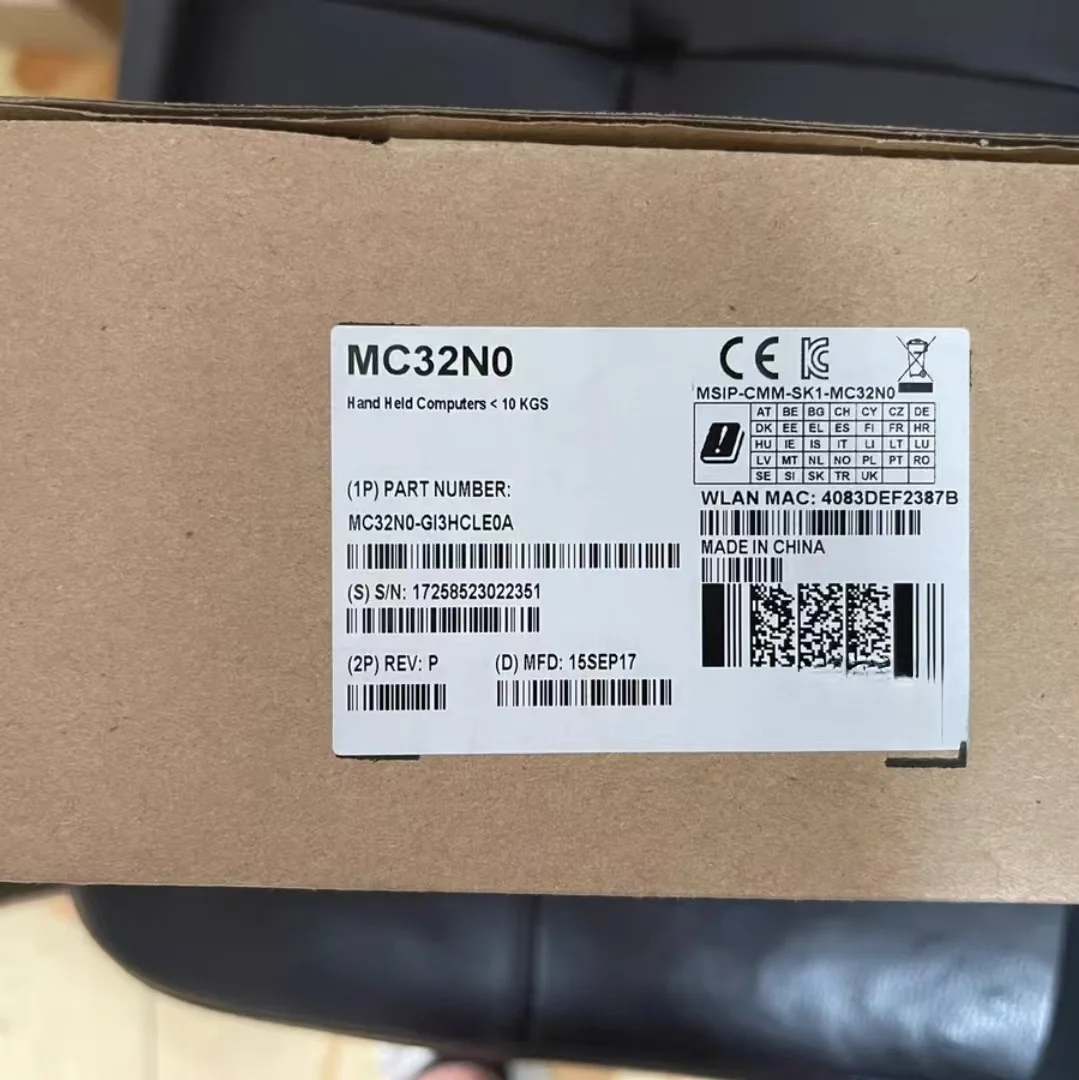 MC32N0
Hand Held Computers < 10 KGS
(1P) PART NUMBER:
MC32N0-GI3HCLE0A
(S) S/N: 17258523022351
(2P) REV: P
(D) MFD: 15SEP17
CE
MSIP-CMM-SK1-MC32N0
AT BE BG CH CY CZ DE
DK EE EL ES FI FR HR
HU IE IS IT LI LT LU
LV MT NL NO PL PT RO
SE SI SK TR UK
WLAN MAC: 4083DEF2387B
MADE IN CHINA